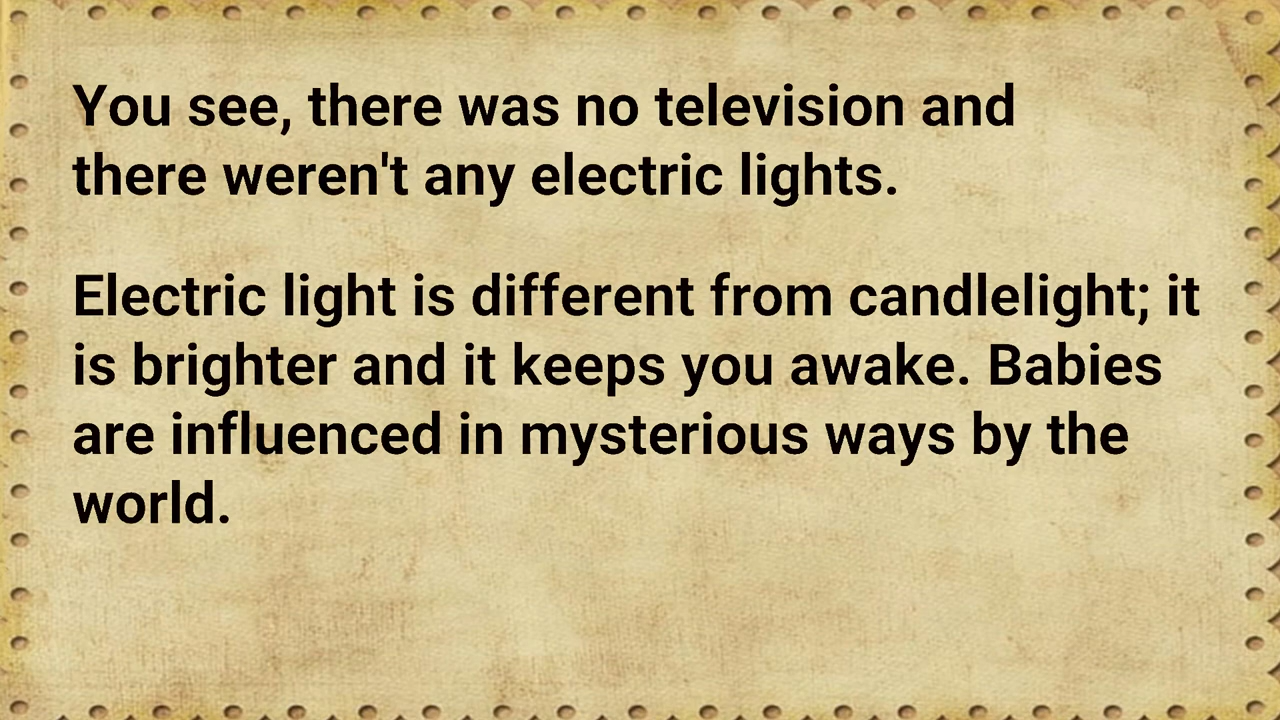 You see, there was no television and
there weren't any electric lights.
Electric light is different from candlelight; it
is brighter and it keeps you awake. Babies
are influenced in mysterious ways by the
world.